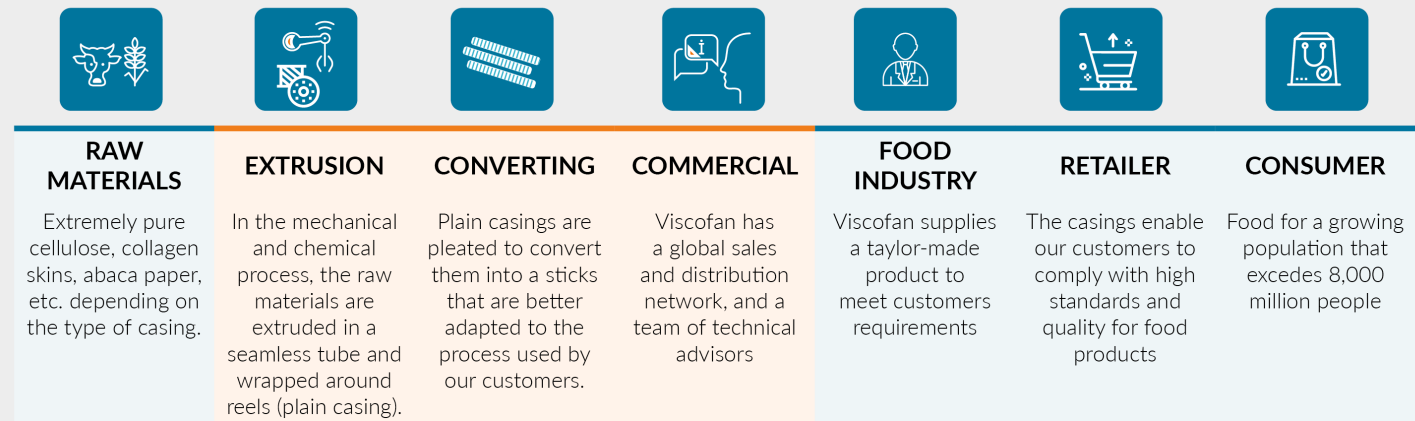 RAW
MATERIALS
Extremely pure
cellulose, collagen
skins, abaca paper,
etc. depending on
the type of casing.
EXTRUSION
In the mechanical
and chemical
process, the raw
materials are
extruded in a
seamless tube and
wrapped around
reels (plain casing).
CONVERTING
Plain casings are
pleated to convert
them into a sticks
that are better
adapted to the
process used by
our customers.
COMMERCIAL
Viscofan has
a global sales
and distribution
network, and a
team of technical
advisors
FOOD
INDUSTRY
Viscofan supplies
a taylor-made
product to
meet customers
requirements
RETAILER
The casings enable
our customers to
comply with high
standards and
quality for food
products
CONSUMER
Food for a growing
population that
excedes 8,000
million people